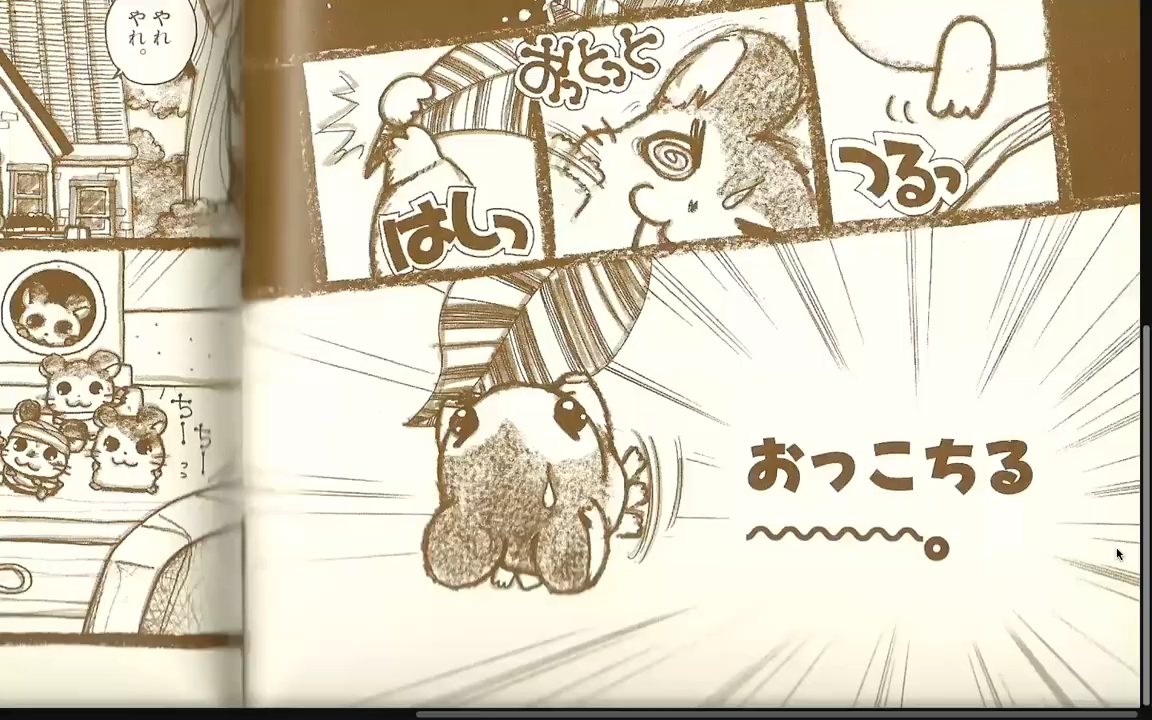 つるっ
おっとっと
はしっ
おっこちる
〜〜〜〜。
やれ
やれ。
ちーっ
ちーっ